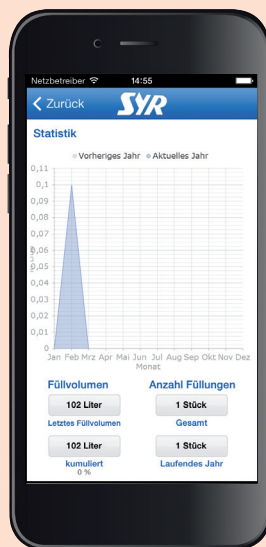 Netzbetreiber 14:55
Zurück SYR
Statistik
Vorheriges Jahr Aktuelles Jahr
0,11
0,1
0,09
0,08
0,07
0,06
0,05
0,04
0,03
0,02
0,01
0
Jan Feb Mrz Apr Mai Jun Jul Aug Sep Okt Nov Dez
Monat
Füllvolumen Anzahl Füllungen
102 Liter 1 Stück
Letztes Füllvolumen Gesamt
102 Liter 1 Stück
kumuliert Laufendes Jahr
0 %